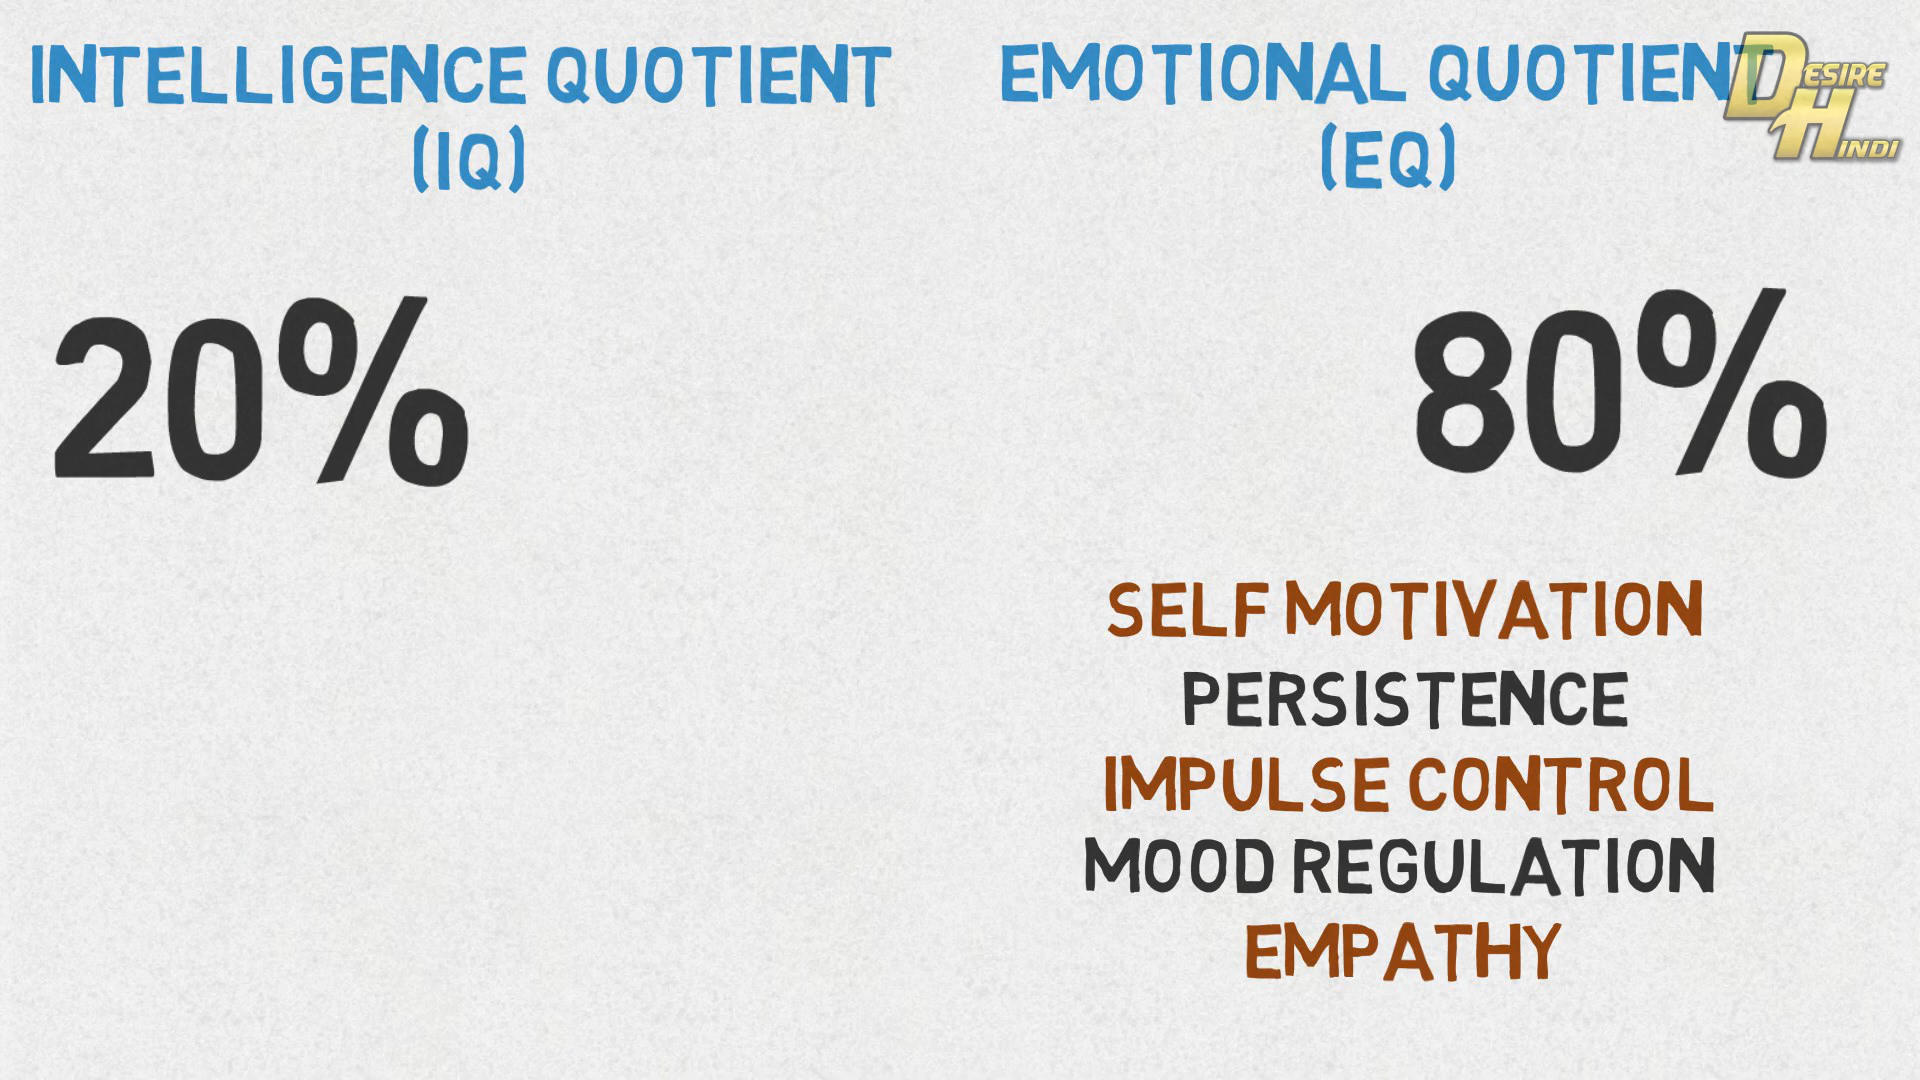 INTELLIGENCE QUOTIENT
(IQ)
20%
EMOTIONAL QUOTIENT
(EQ)
80%
SELF MOTIVATION
PERSISTENCE
IMPULSE CONTROL
MOOD REGULATION
EMPATHY
DESIRE
HINDI